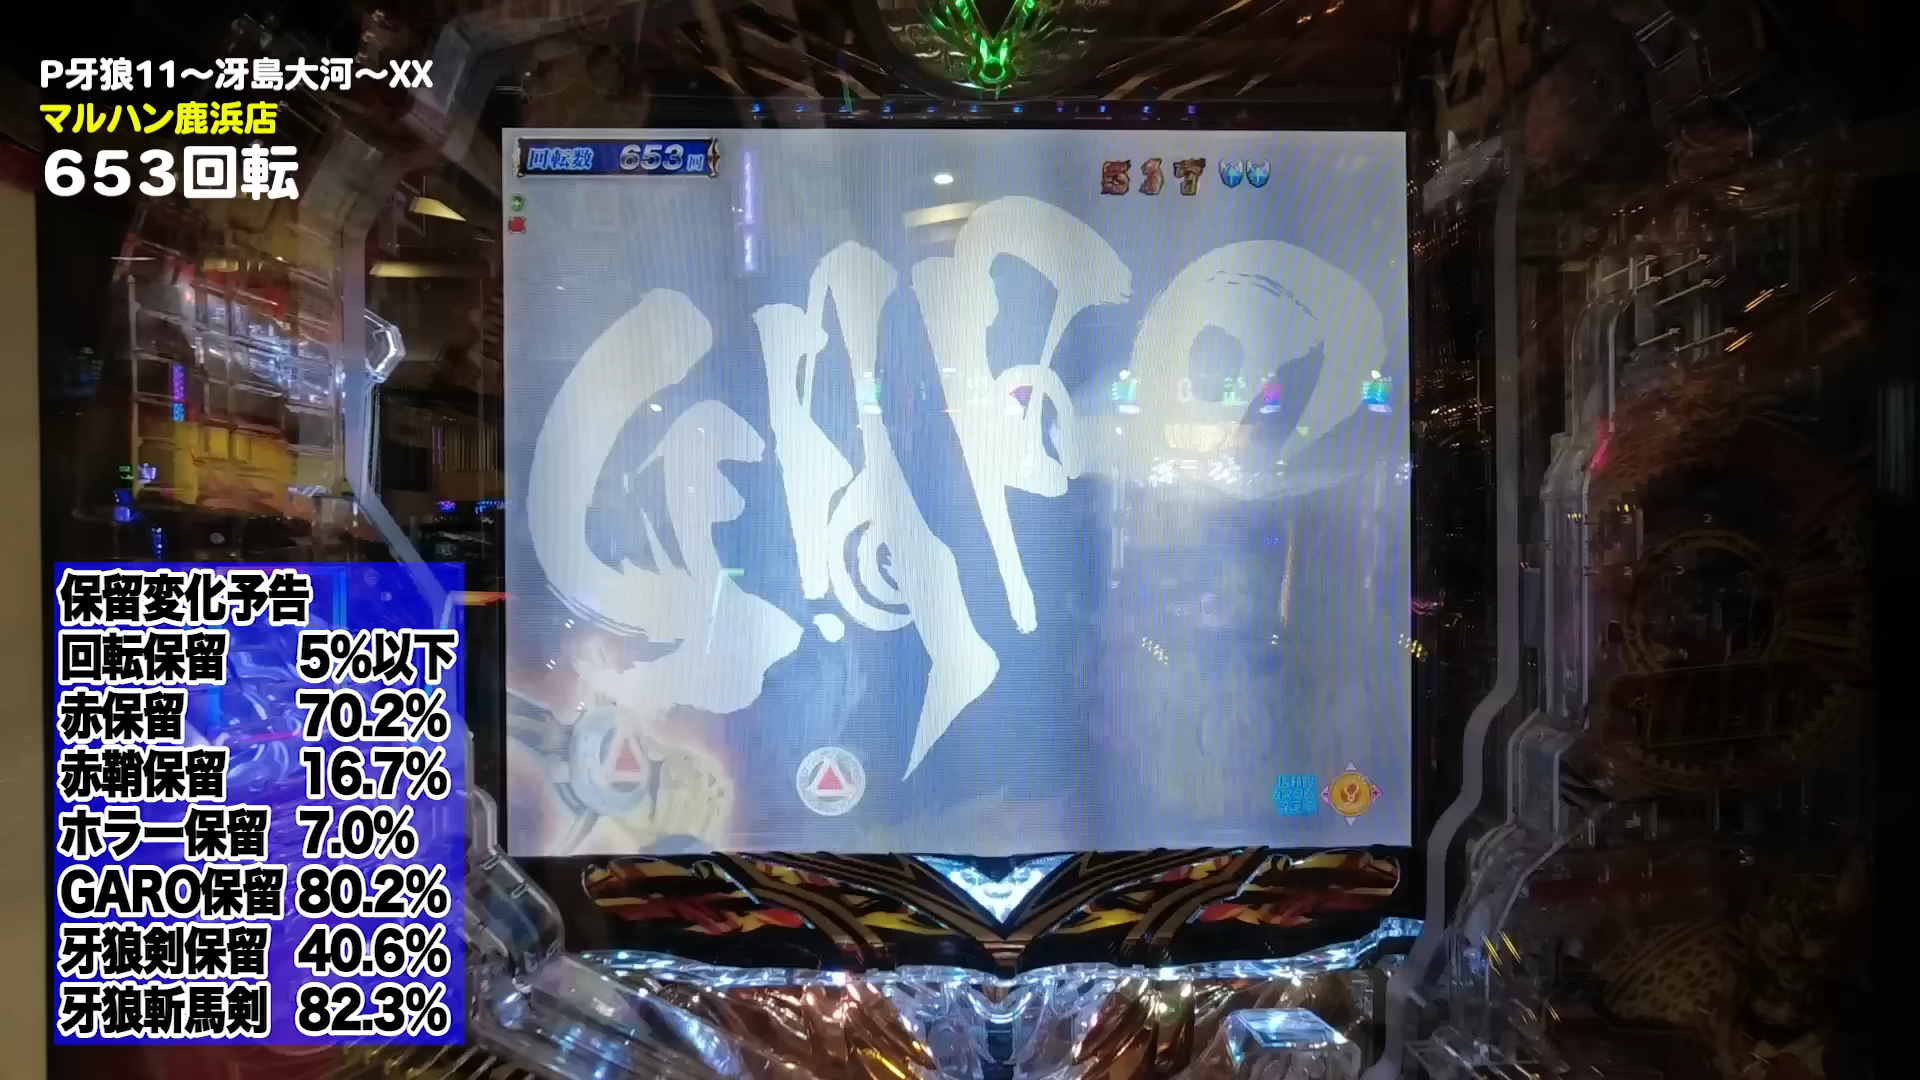 P牙狼11～冴島大河～XX
マルハン鹿浜店
653回転
回転数 653回
5 1 7
GARO
保留変化予告
回転保留 5%以下
赤保留 70.2%
赤鞘保留 16.7%
ホラー保留 7.0%
GARO保留 80.2%
牙狼剣保留 40.6%
牙狼斬馬剣 82.3%